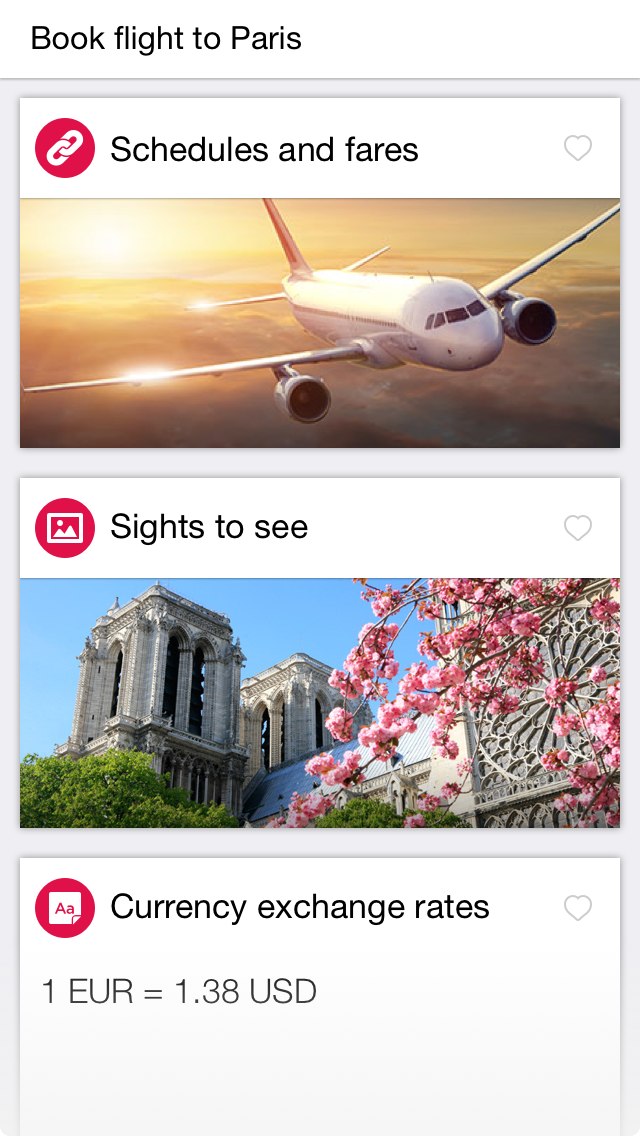 Book flight to Paris
Schedules and fares
Sights to see
Aa
Currency exchange rates
1 EUR = 1.38 USD